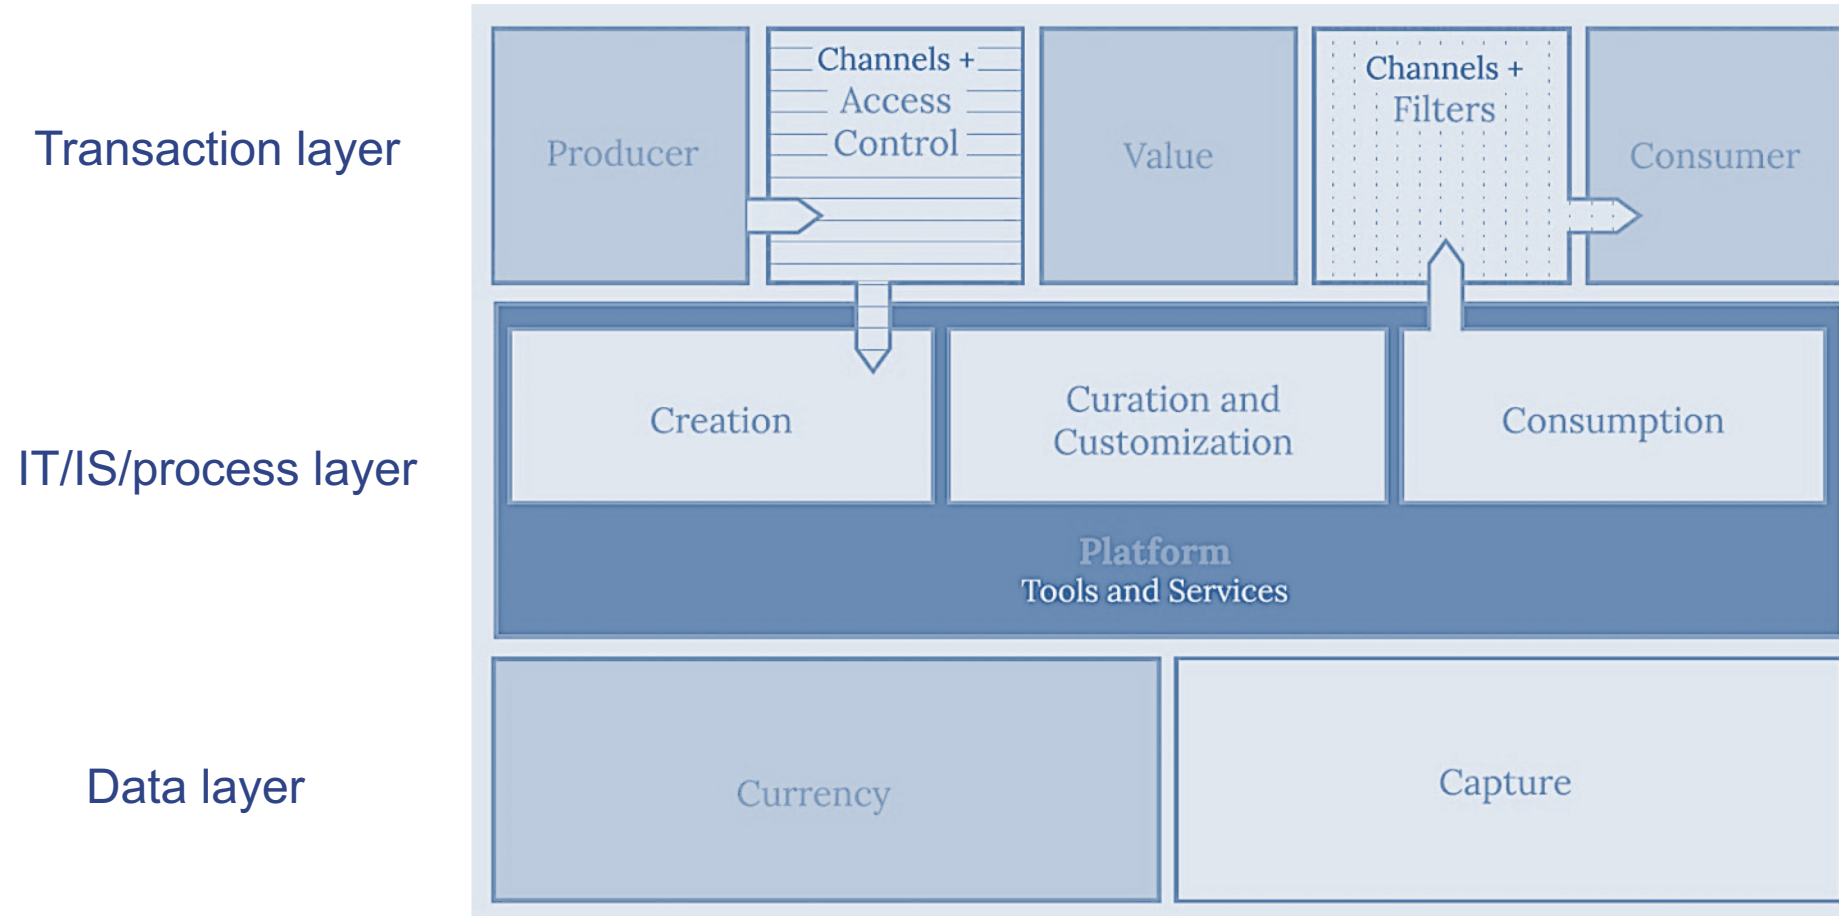 Transaction layer
Producer
Channels +
Access
Control
Value
Channels +
Filters
Consumer
IT/IS/process layer
Creation
Curation and
Customization
Consumption
Platform
Tools and Services
Data layer
Currency
Capture